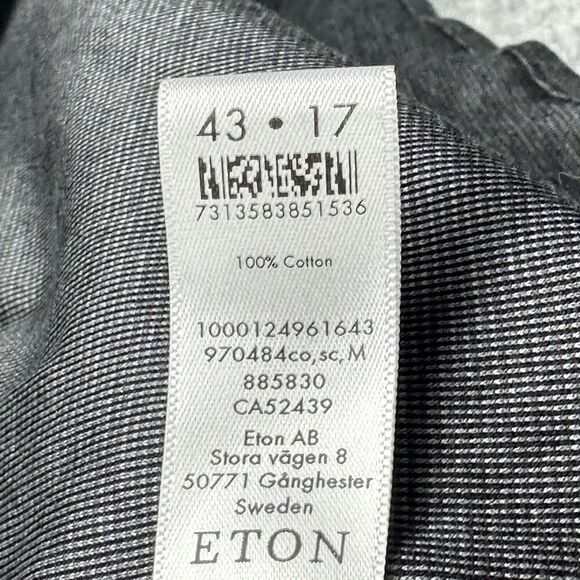 43 • 17
7313583851536
100% Cotton
1000124961643
970484co,sc,M
885830
CA52439
Eton AB
Stora vägen 8
50771 Gånghester
Sweden
ETON